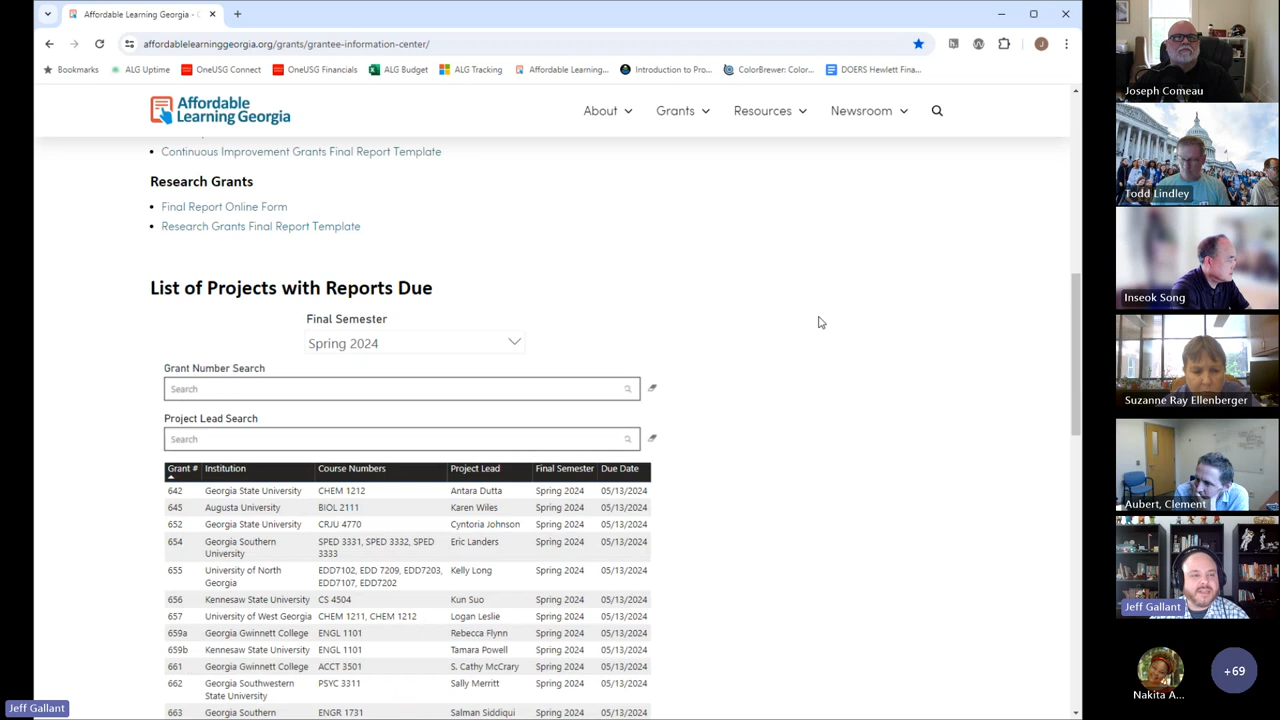 Affordable Learning Georgia - G
affordablelearninggeorgia.org/grants/grantee-information-center/
J
Bookmarks
ALG Uptime
OneUSG Connect
OneUSG Financials
ALG Budget
ALG Tracking
Affordable Learning...
Introduction to Pro...
ColorBrewer: Color...
DOERS Hewlett Fina...
Affordable
Learning Georgia
About
Grants
Resources
Newsroom
Continuous Improvement Grants Final Report Template
Research Grants
Final Report Online Form
Research Grants Final Report Template
List of Projects with Reports Due
Final Semester
Spring 2024
Grant Number Search
Search
Project Lead Search
Search
Grant # Institution Course Numbers Project Lead Final Semester Due Date
642 Georgia State University CHEM 1212 Antara Dutta Spring 2024 05/13/2024
645 Augusta University BIOL 2111 Karen Aines Spring 2024 05/13/2024
652 Georgia State University CRJU 4770 Cyntoria Johnson Spring 2024 05/13/2024
654 Georgia Southern SPED 3331, SPED 3332, SPED Eric Landers Spring 2024 05/13/2024
University 3333
655 University of North EDD7102, EDD 7209, EDD7203, Kelly Long Spring 2024 05/13/2024
Georgia EDD7107, EDD7202
656 Kennesaw State University CS 4504 Kun Suo Spring 2024 05/13/2024
657 University of West Georgia CHEM 1211, CHEM 1212 Logan Leslie Spring 2024 05/13/2024
659a Georgia Gwinnett College ENGL 1101 Rebecca Flynn Spring 2024 05/13/2024
659b Kennesaw State University ENGL 1101 Tamara Powell Spring 2024 05/13/2024
661 Georgia Gwinnett College ACCT 3501 S. Cathy McCrary Spring 2024 05/13/2024
662 Georgia Southwestern PSYC 3311 Sally Merritt Spring 2024 05/13/2024
State University
663 Georgia Southern ENGR 1731 Salman Siddiqui Spring 2024 05/13/2024
Jeff Gallant
Joseph Comeau
Todd Lindley
Inseok Song
Suzanne Ray Ellenberger
Aubert, Clement
Jeff Gallant
Nakita A...
+69